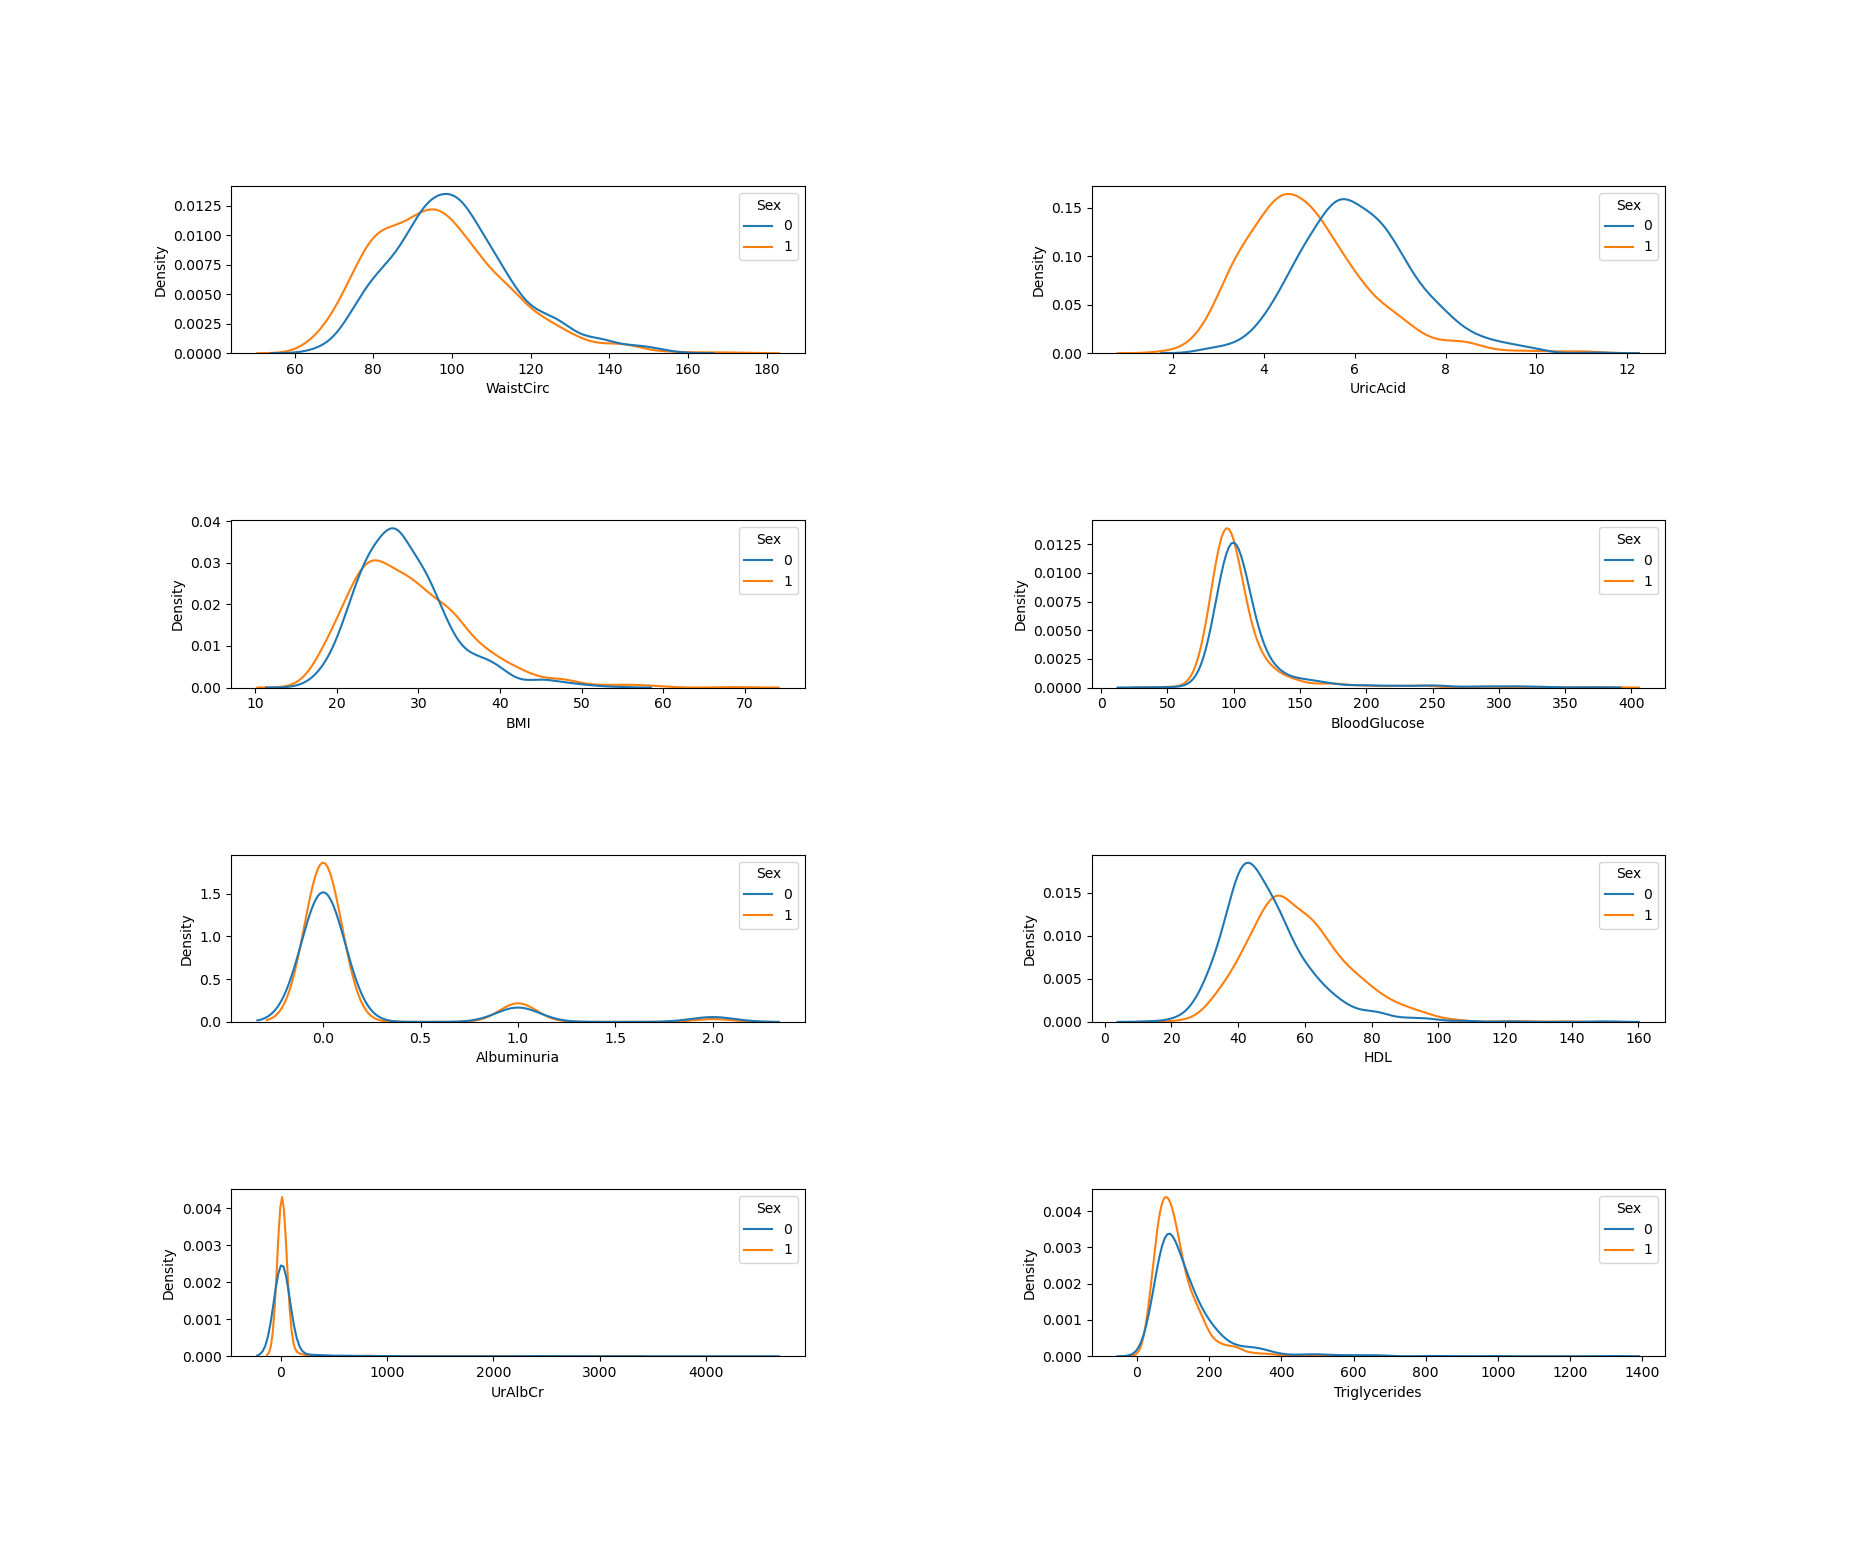 Sex
0
1
Density
0.0125
0.0100
0.0075
0.0050
0.0025
0.0000
60 80 100 120 140 160 180
WaistCirc
Sex
0
1
Density
0.15
0.10
0.05
0.00
2 4 6 8 10 12
UricAcid
Sex
0
1
Density
0.04
0.03
0.02
0.01
0.00
10 20 30 40 50 60 70
BMI
Sex
0
1
Density
0.0125
0.0100
0.0075
0.0050
0.0025
0.0000
0 50 100 150 200 250 300 350 400
BloodGlucose
Sex
0
1
Density
1.5
1.0
0.5
0.0
0.0 0.5 1.0 1.5 2.0
Albuminuria
Sex
0
1
Density
0.015
0.010
0.005
0.000
0 20 40 60 80 100 120 140 160
HDL
Sex
0
1
Density
0.004
0.003
0.002
0.001
0.000
0 1000 2000 3000 4000
UrAlbCr
Sex
0
1
Density
0.004
0.003
0.002
0.001
0.000
0 200 400 600 800 1000 1200 1400
Triglycerides